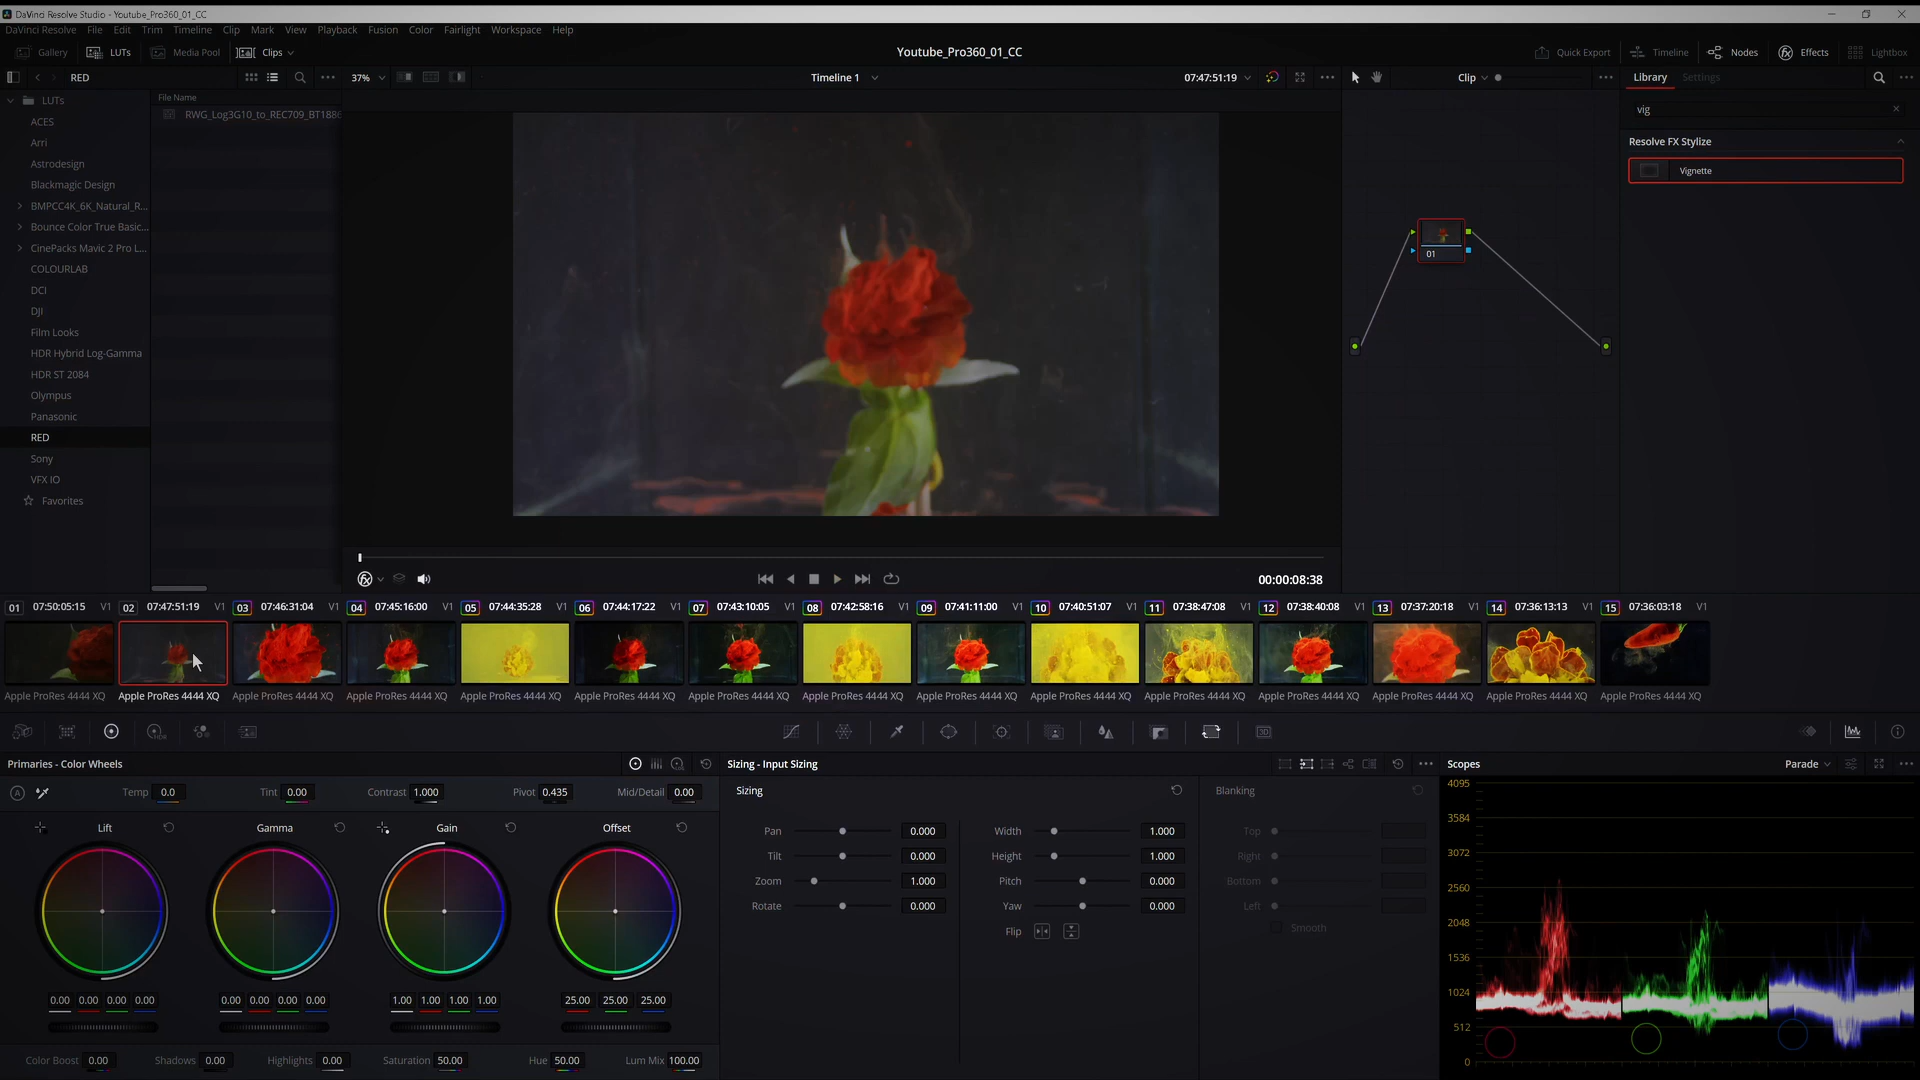 DaVinci Resolve Studio - Youtube_Pro360_01_CC
DaVinci Resolve File Edit Trim Timeline Clip Mark View Playback Fusion Color Fairlight Workspace Help
Gallery LUTs Media Pool Clips Youtube_Pro360_01_CC Quick Export Timeline Nodes Effects Lightbox
RED 37% Timeline 1 07:47:51:19 Clip Library Settings
File Name
LUTs
RWG_Log3G10_to_REC709_BT1886
vig
ACES
Arri
Resolve FX Stylize
Astrodesign
Vignette
Blackmagic Design
BMPCC4K_6K_Natural_R...
Bounce Color True Basic...
CinePacks Mavic 2 Pro L...
01
COLOURLAB
DCI
DJI
Film Looks
HDR Hybrid Log-Gamma
HDR ST 2084
Olympus
Panasonic
RED
Sony
VFX IO
Favorites
00:00:08:38
01 07:50:05:15 V1 02 07:47:51:19 V1 03 07:46:31:04 V1 04 07:45:16:00 V1 05 07:44:35:28 V1 06 07:44:17:22 V1 07 07:43:10:05 V1 08 07:42:58:16 V1 09 07:41:11:00 V1 10 07:40:51:07 V1 11 07:38:47:08 V1 12 07:38:40:08 V1 13 07:37:20:18 V1 14 07:36:13:13 V1 15 07:36:03:18 V1
Apple ProRes 4444 XQ Apple ProRes 4444 XQ Apple ProRes 4444 XQ Apple ProRes 4444 XQ Apple ProRes 4444 XQ Apple ProRes 4444 XQ Apple ProRes 4444 XQ Apple ProRes 4444 XQ Apple ProRes 4444 XQ Apple ProRes 4444 XQ Apple ProRes 4444 XQ Apple ProRes 4444 XQ Apple ProRes 4444 XQ Apple ProRes 4444 XQ Apple ProRes 4444 XQ
HDR 3D
Primaries - Color Wheels Sizing - Input Sizing Scopes Parade
A Temp 0.0 Tint 0.00 Contrast 1.000 Pivot 0.435 Mid/Detail 0.00 Sizing Blanking
Lift Gamma Gain Offset
Pan 0.000 Width 1.000 Top
Tilt 0.000 Height 1.000 Right
Zoom 1.000 Pitch 0.000 Bottom
Rotate 0.000 Yaw 0.000 Left
Flip Smooth
0.00 0.00 0.00 0.00 0.00 0.00 0.00 0.00 1.00 1.00 1.00 1.00 25.00 25.00 25.00
Color Boost 0.00 Shadows 0.00 Highlights 0.00 Saturation 50.00 Hue 50.00 Lum Mix 100.00
4095
3584
3072
2560
2048
1536
1024
512
0